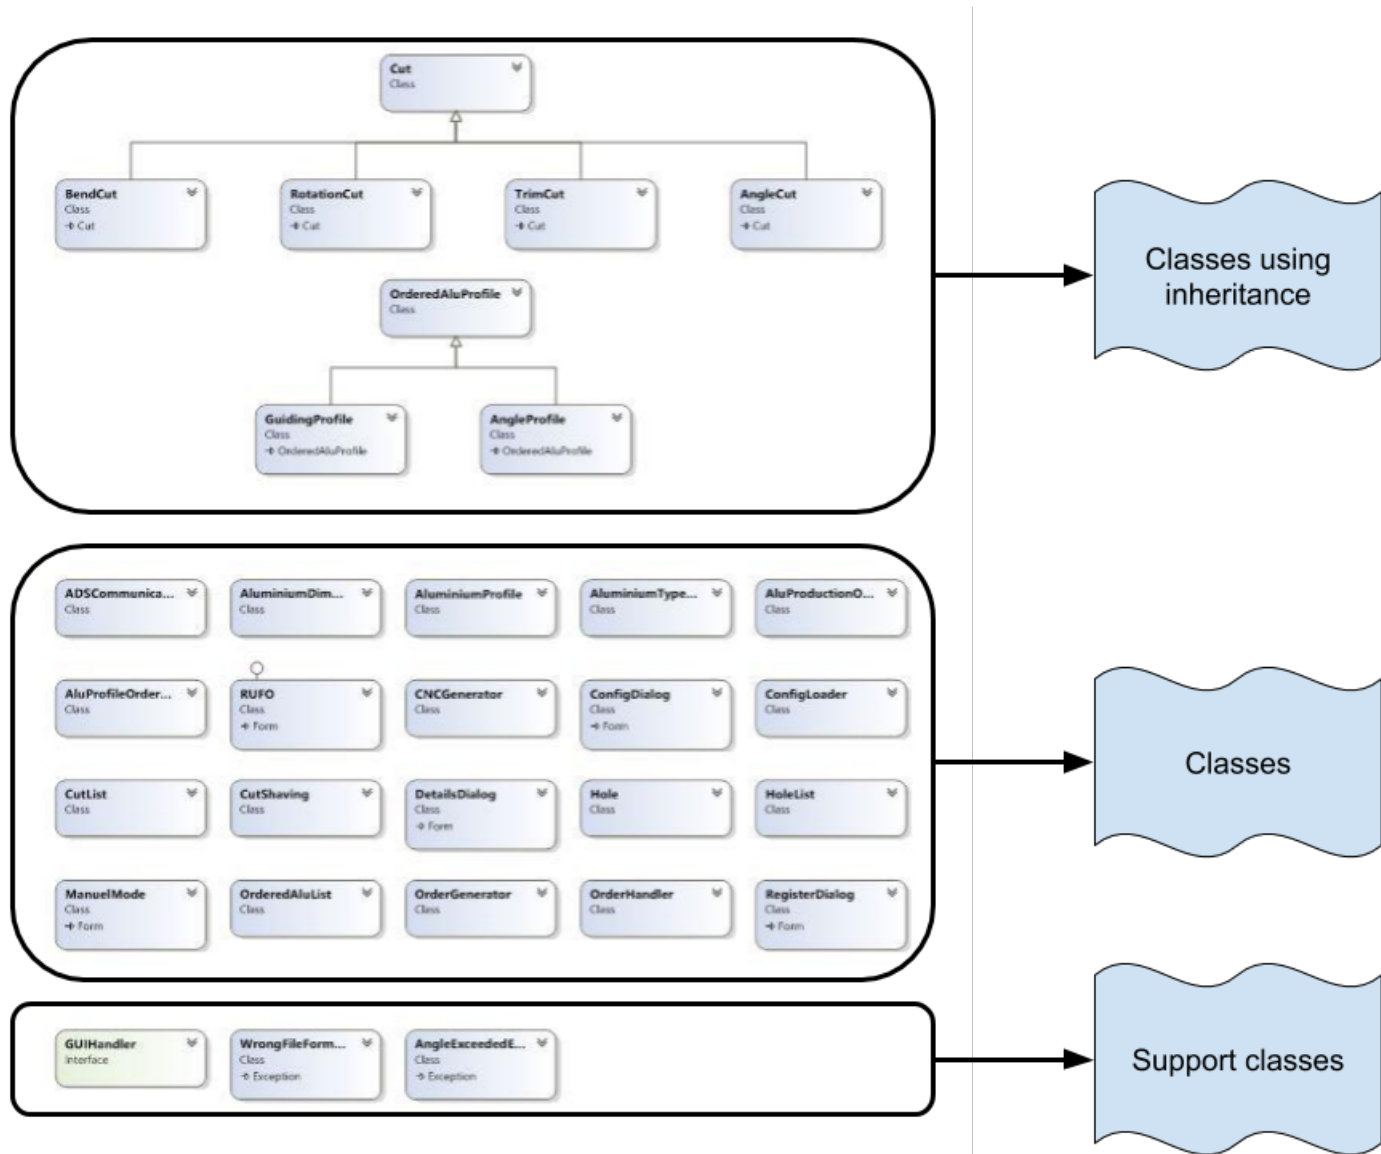 Cut
Class
BendCut
Class
Cut
RotationCut
Class
Cut
TrimCut
Class
Cut
AngleCut
Class
Cut
OrderedAluProfile
Class
GuidingProfile
Class
OrderedAluProfile
AngleProfile
Class
OrderedAluProfile
Classes using
inheritance
ADSCommunica...
Class
AluminiumDim...
Class
AluminiumProfile
Class
AluminiumType...
Class
AluProductionO...
Class
AluProfileOrder...
Class
RUFO
Class
Form
CNCGenerator
Class
ConfigDialog
Class
Form
ConfigLoader
Class
CutList
Class
CutShaving
Class
DetailsDialog
Class
Form
Hole
Class
HoleList
Class
ManuelMode
Class
Form
OrderedAluList
Class
OrderGenerator
Class
OrderHandler
Class
RegisterDialog
Class
Form
Classes
GUIHandler
Interface
WrongFileForm...
Class
Exception
AngleExceededE...
Class
Exception
Support classes